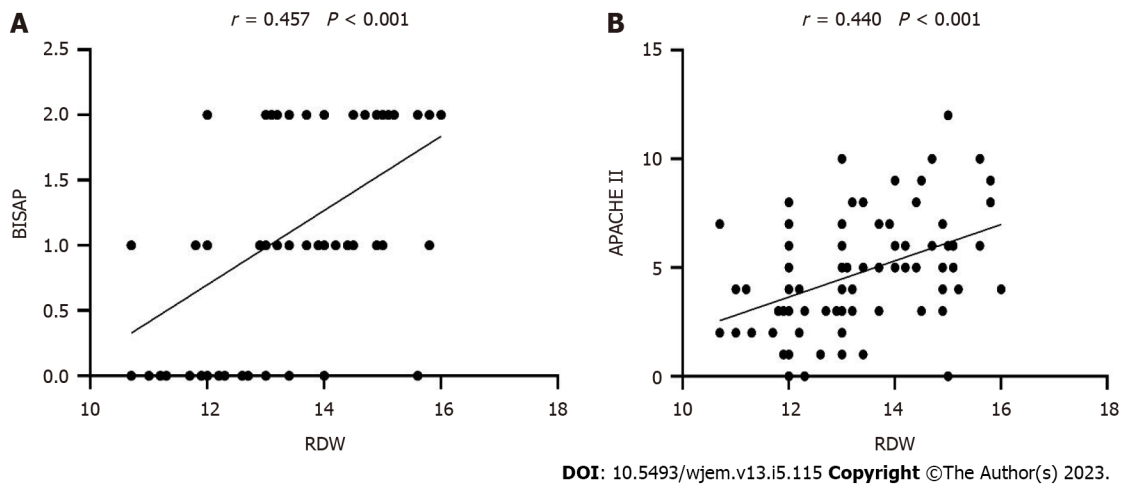 A
r = 0.457 P < 0.001
2.5
2.0
1.5
1.0
0.5
0.0
BISAP
10 12 14 16 18
RDW
B
r = 0.440 P < 0.001
15
10
5
0
APACHE II
10 12 14 16 18
RDW
DOI: 10.5493/wjem.v13.i5.115 Copyright ©The Author(s) 2023.